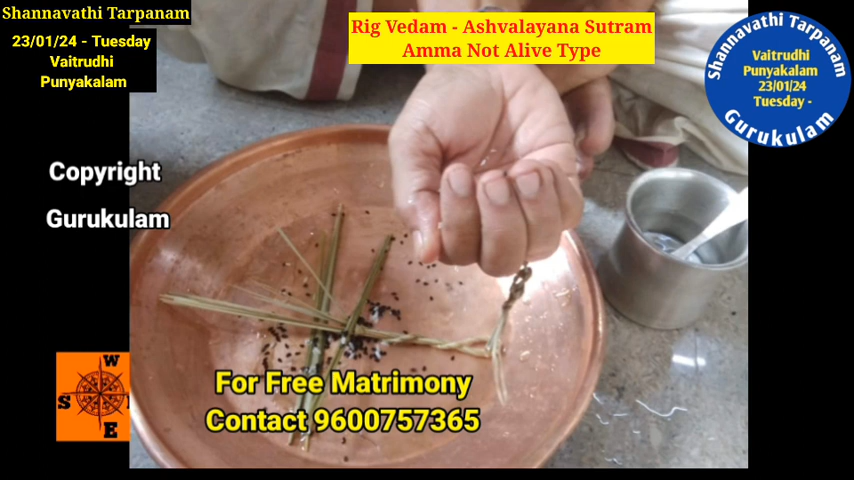 Shannavathi Tarpanam
23/01/24 - Tuesday
Vaitrudhi
Punyakalam
Rig Vedam - Ashvalayana Sutram
Amma Not Alive Type
Shannavathi Tarpanam
Vaitrudhi
Punyakalam
23/01/24
Tuesday -
Gurukulam
Copyright
Gurukulam
W
S
E
For Free Matrimony
Contact 9600757365